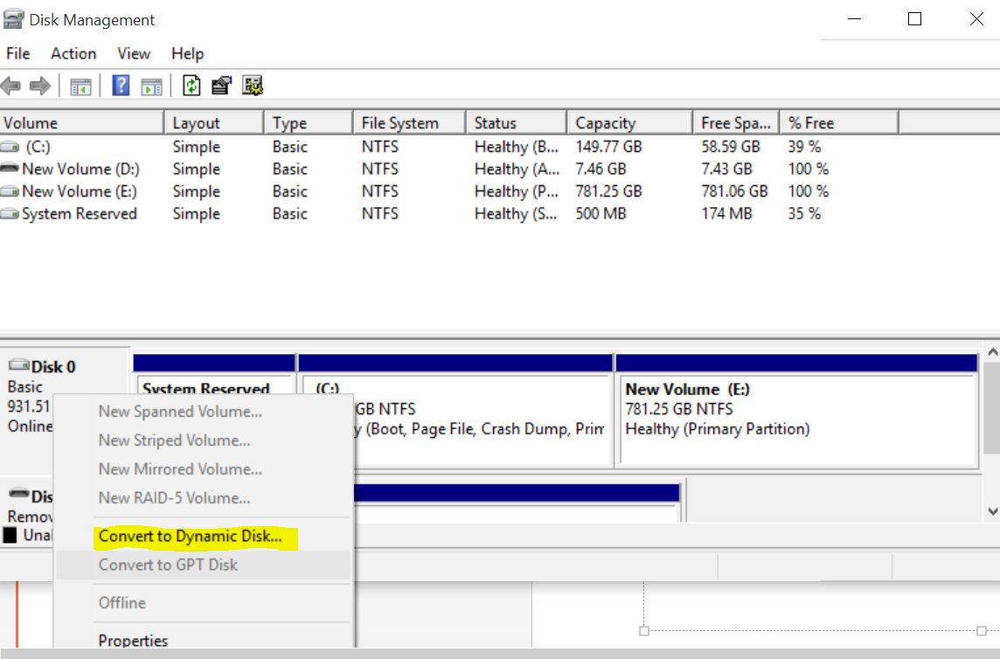 Disk Management
File Action View Help
Volume Layout Type File System Status Capacity Free Spa... % Free
(C:) Simple Basic NTFS Healthy (B... 149.77 GB 58.59 GB 39 %
New Volume (D:) Simple Basic NTFS Healthy (A... 7.46 GB 7.43 GB 100 %
New Volume (E:) Simple Basic NTFS Healthy (P... 781.25 GB 781.06 GB 100 %
System Reserved Simple Basic NTFS Healthy (S... 500 MB 174 MB 35 %
Disk 0
Basic
931.51
Online
System Reserved
(C:)
GB NTFS
(Boot, Page File, Crash Dump,
New Volume (E:)
781.25 GB NTFS
Healthy (Primary Partition)
New Spanned Volume...
New Striped Volume...
New Mirrored Volume...
New RAID-5 Volume...
Convert to Dynamic Disk...
Convert to GPT Disk
Offline
Properties